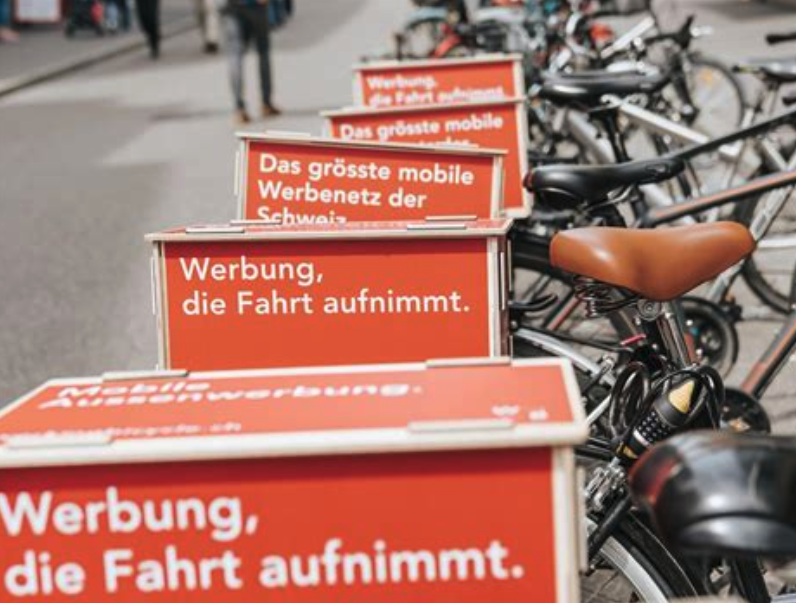 Werbung,
die Fahrt aufnimmt.
Das grösste mobile
Das grösste mobile
Werbenetz der
Schweiz
Werbung,
die Fahrt aufnimmt.
Mobile
Aussenwerbung.
Werbung,
die Fahrt aufnimmt.